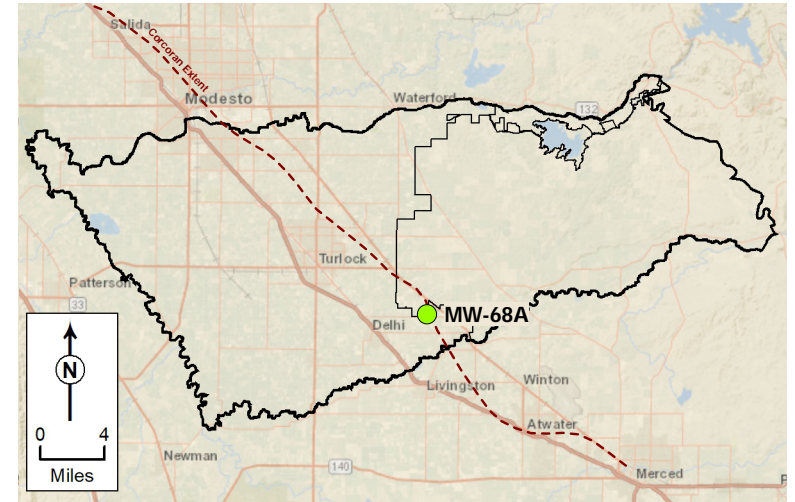 Salida
Corcoran Extent
Modesto
Waterford
132
Turlock
Patterson
33
MW-68A
Delhi
N
Livingston
Winton
0 4
Miles
Atwater
Newman
140
Merced
P